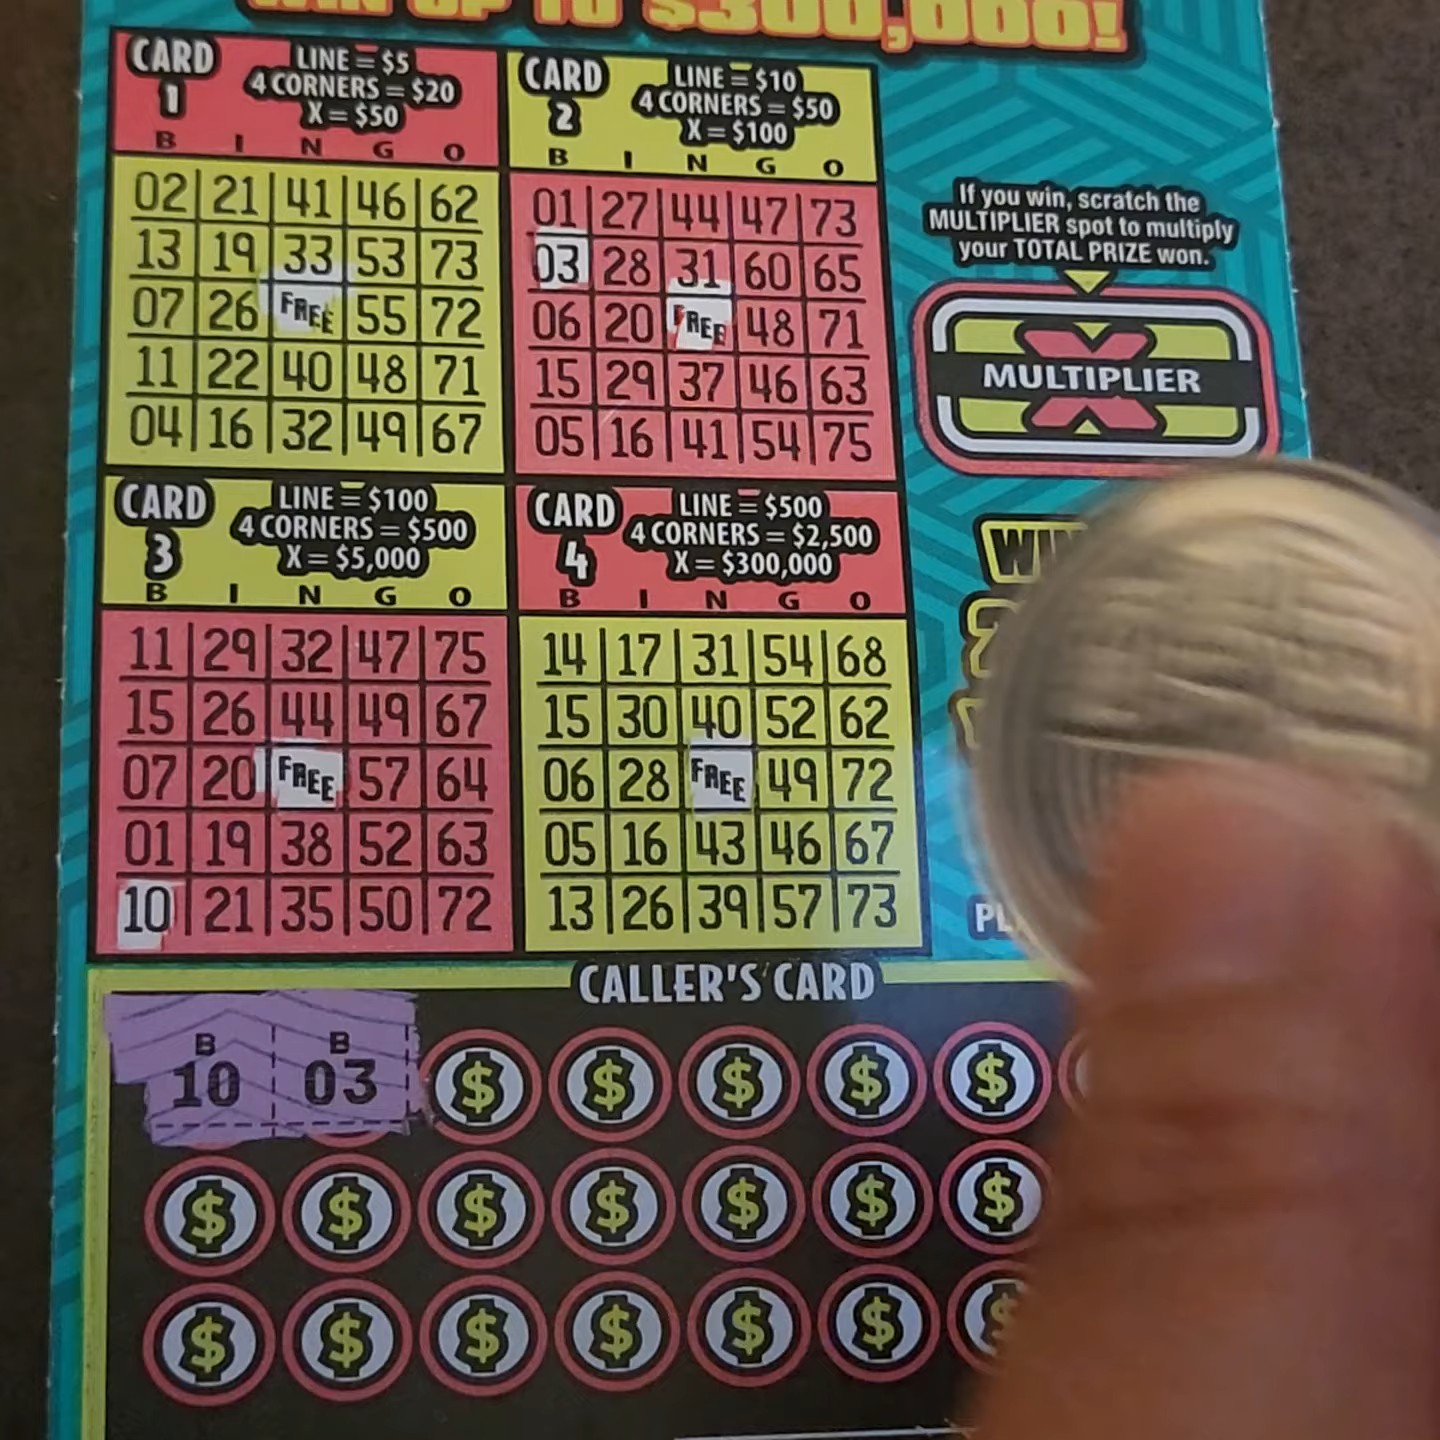 WIN UP TO $300,000!
CARD 1
LINE = $5
4 CORNERS = $20
X = $50
B I N G O
02 21 41 46 62
13 19 33 53 73
07 26 FREE 55 72
11 22 40 48 71
04 16 32 49 67
CARD 2
LINE = $10
4 CORNERS = $50
X = $100
B I N G O
01 27 44 47 73
03 28 31 60 65
06 20 FREE 48 71
15 29 37 46 63
05 16 41 54 75
If you win, scratch the
MULTIPLIER spot to multiply
your TOTAL PRIZE won.
X
MULTIPLIER
CARD 3
LINE = $100
4 CORNERS = $500
X = $5,000
B I N G O
11 29 32 47 75
15 26 44 49 67
07 20 FREE 57 64
01 19 38 52 63
10 21 35 50 72
CARD 4
LINE = $500
4 CORNERS = $2,500
X = $300,000
B I N G O
14 17 31 54 68
15 30 40 52 62
06 28 FREE 49 72
05 16 43 46 67
13 26 39 57 73
CALLER'S CARD
B B
10 03
$ $ $ $ $
$ $ $ $ $ $ $
$ $ $ $ $ $ $